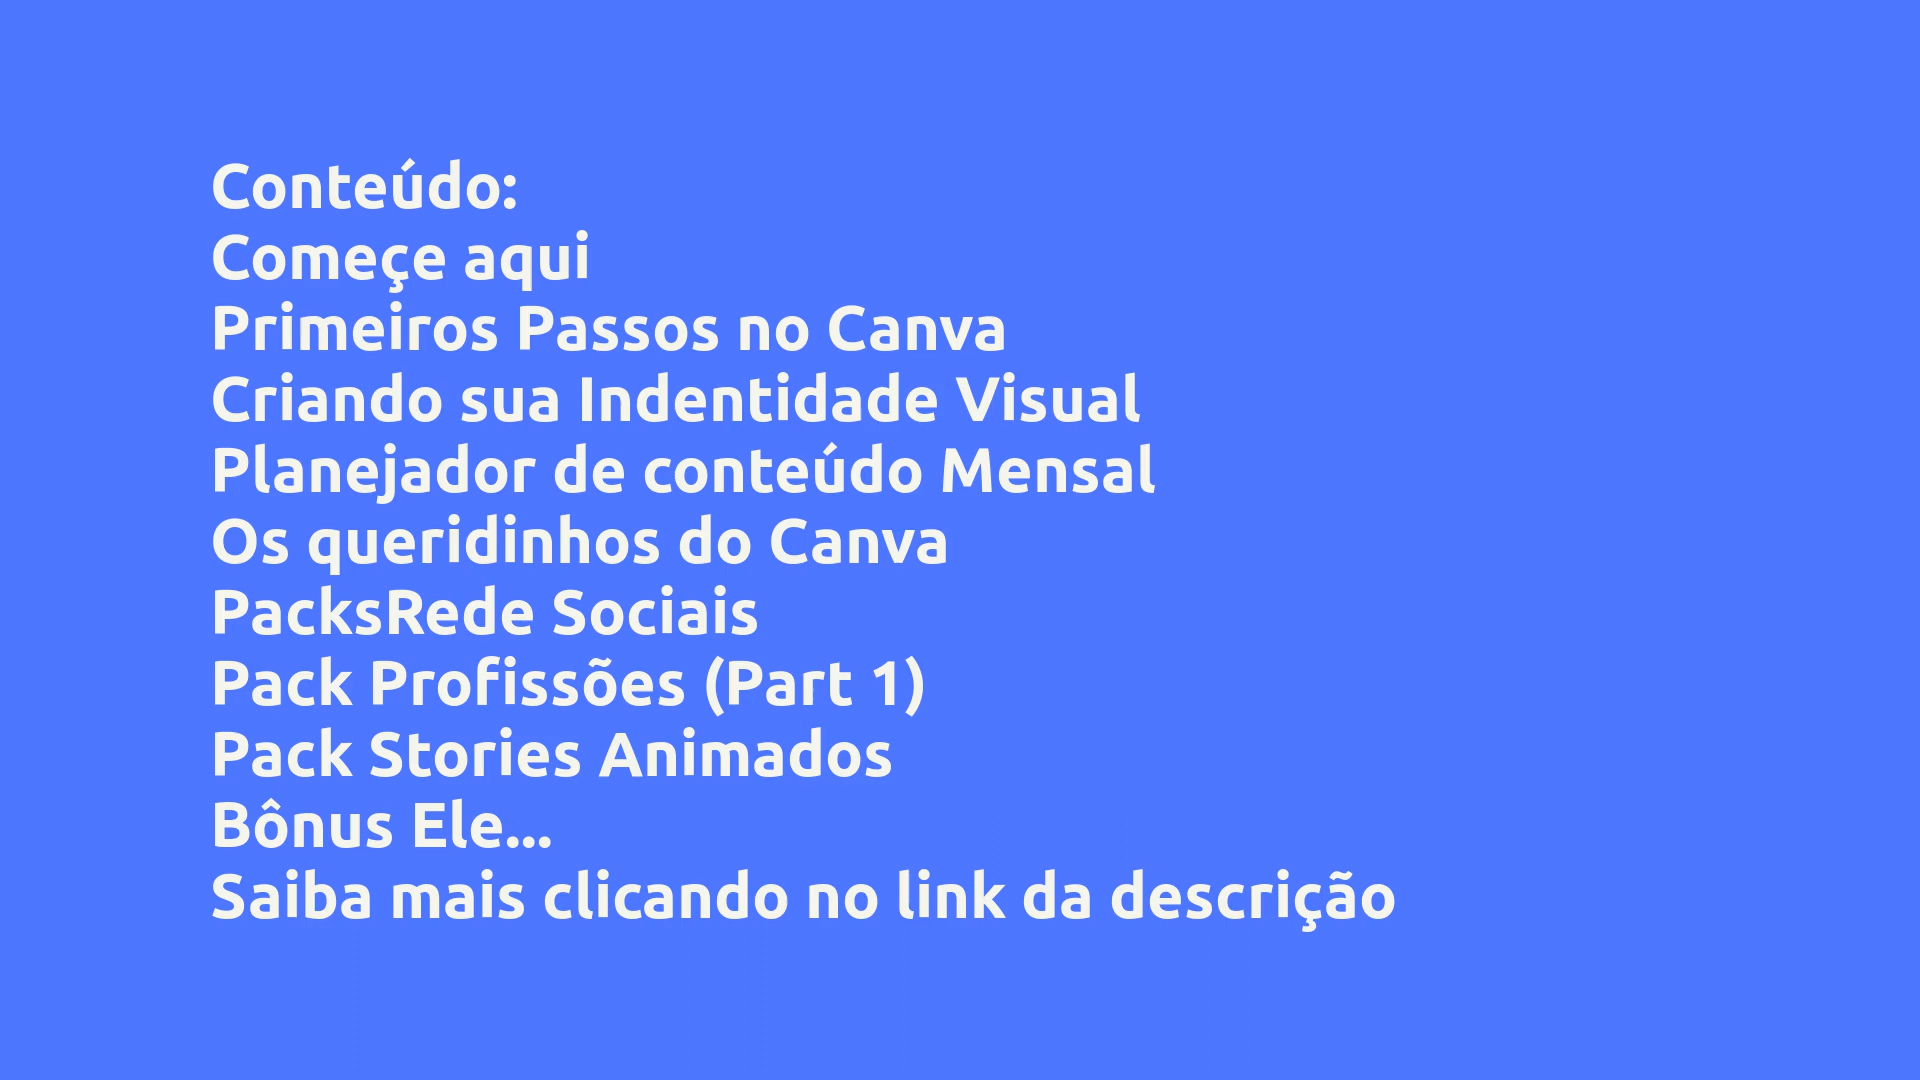 Conteúdo:
Começe aqui
Primeiros Passos no Canva
Criando sua Indentidade Visual
Planejador de conteúdo Mensal
Os queridinhos do Canva
PacksRede Sociais
Pack Profissões (Part 1)
Pack Stories Animados
Bônus Ele...
Saiba mais clicando no link da descrição